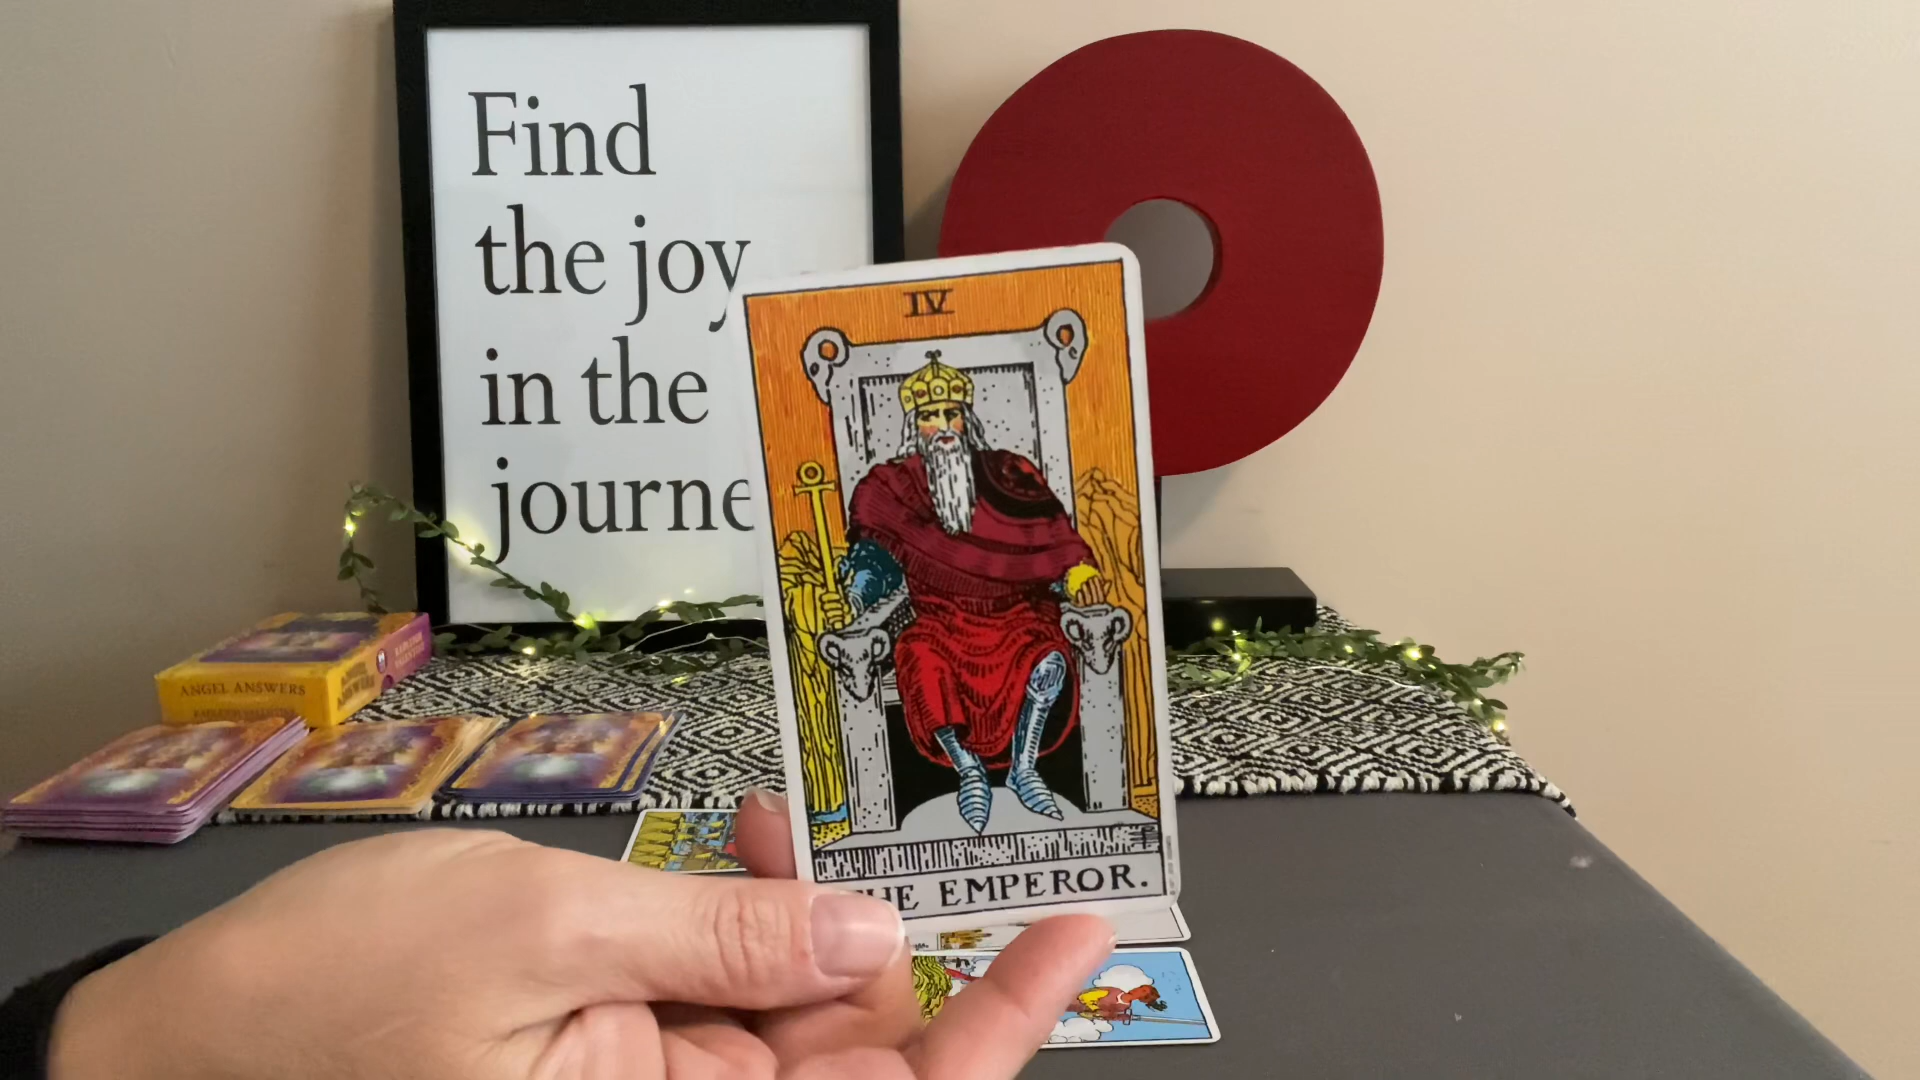 Find
the joy
in the
journe
IV
THE EMPEROR.
ANGEL ANSWERS